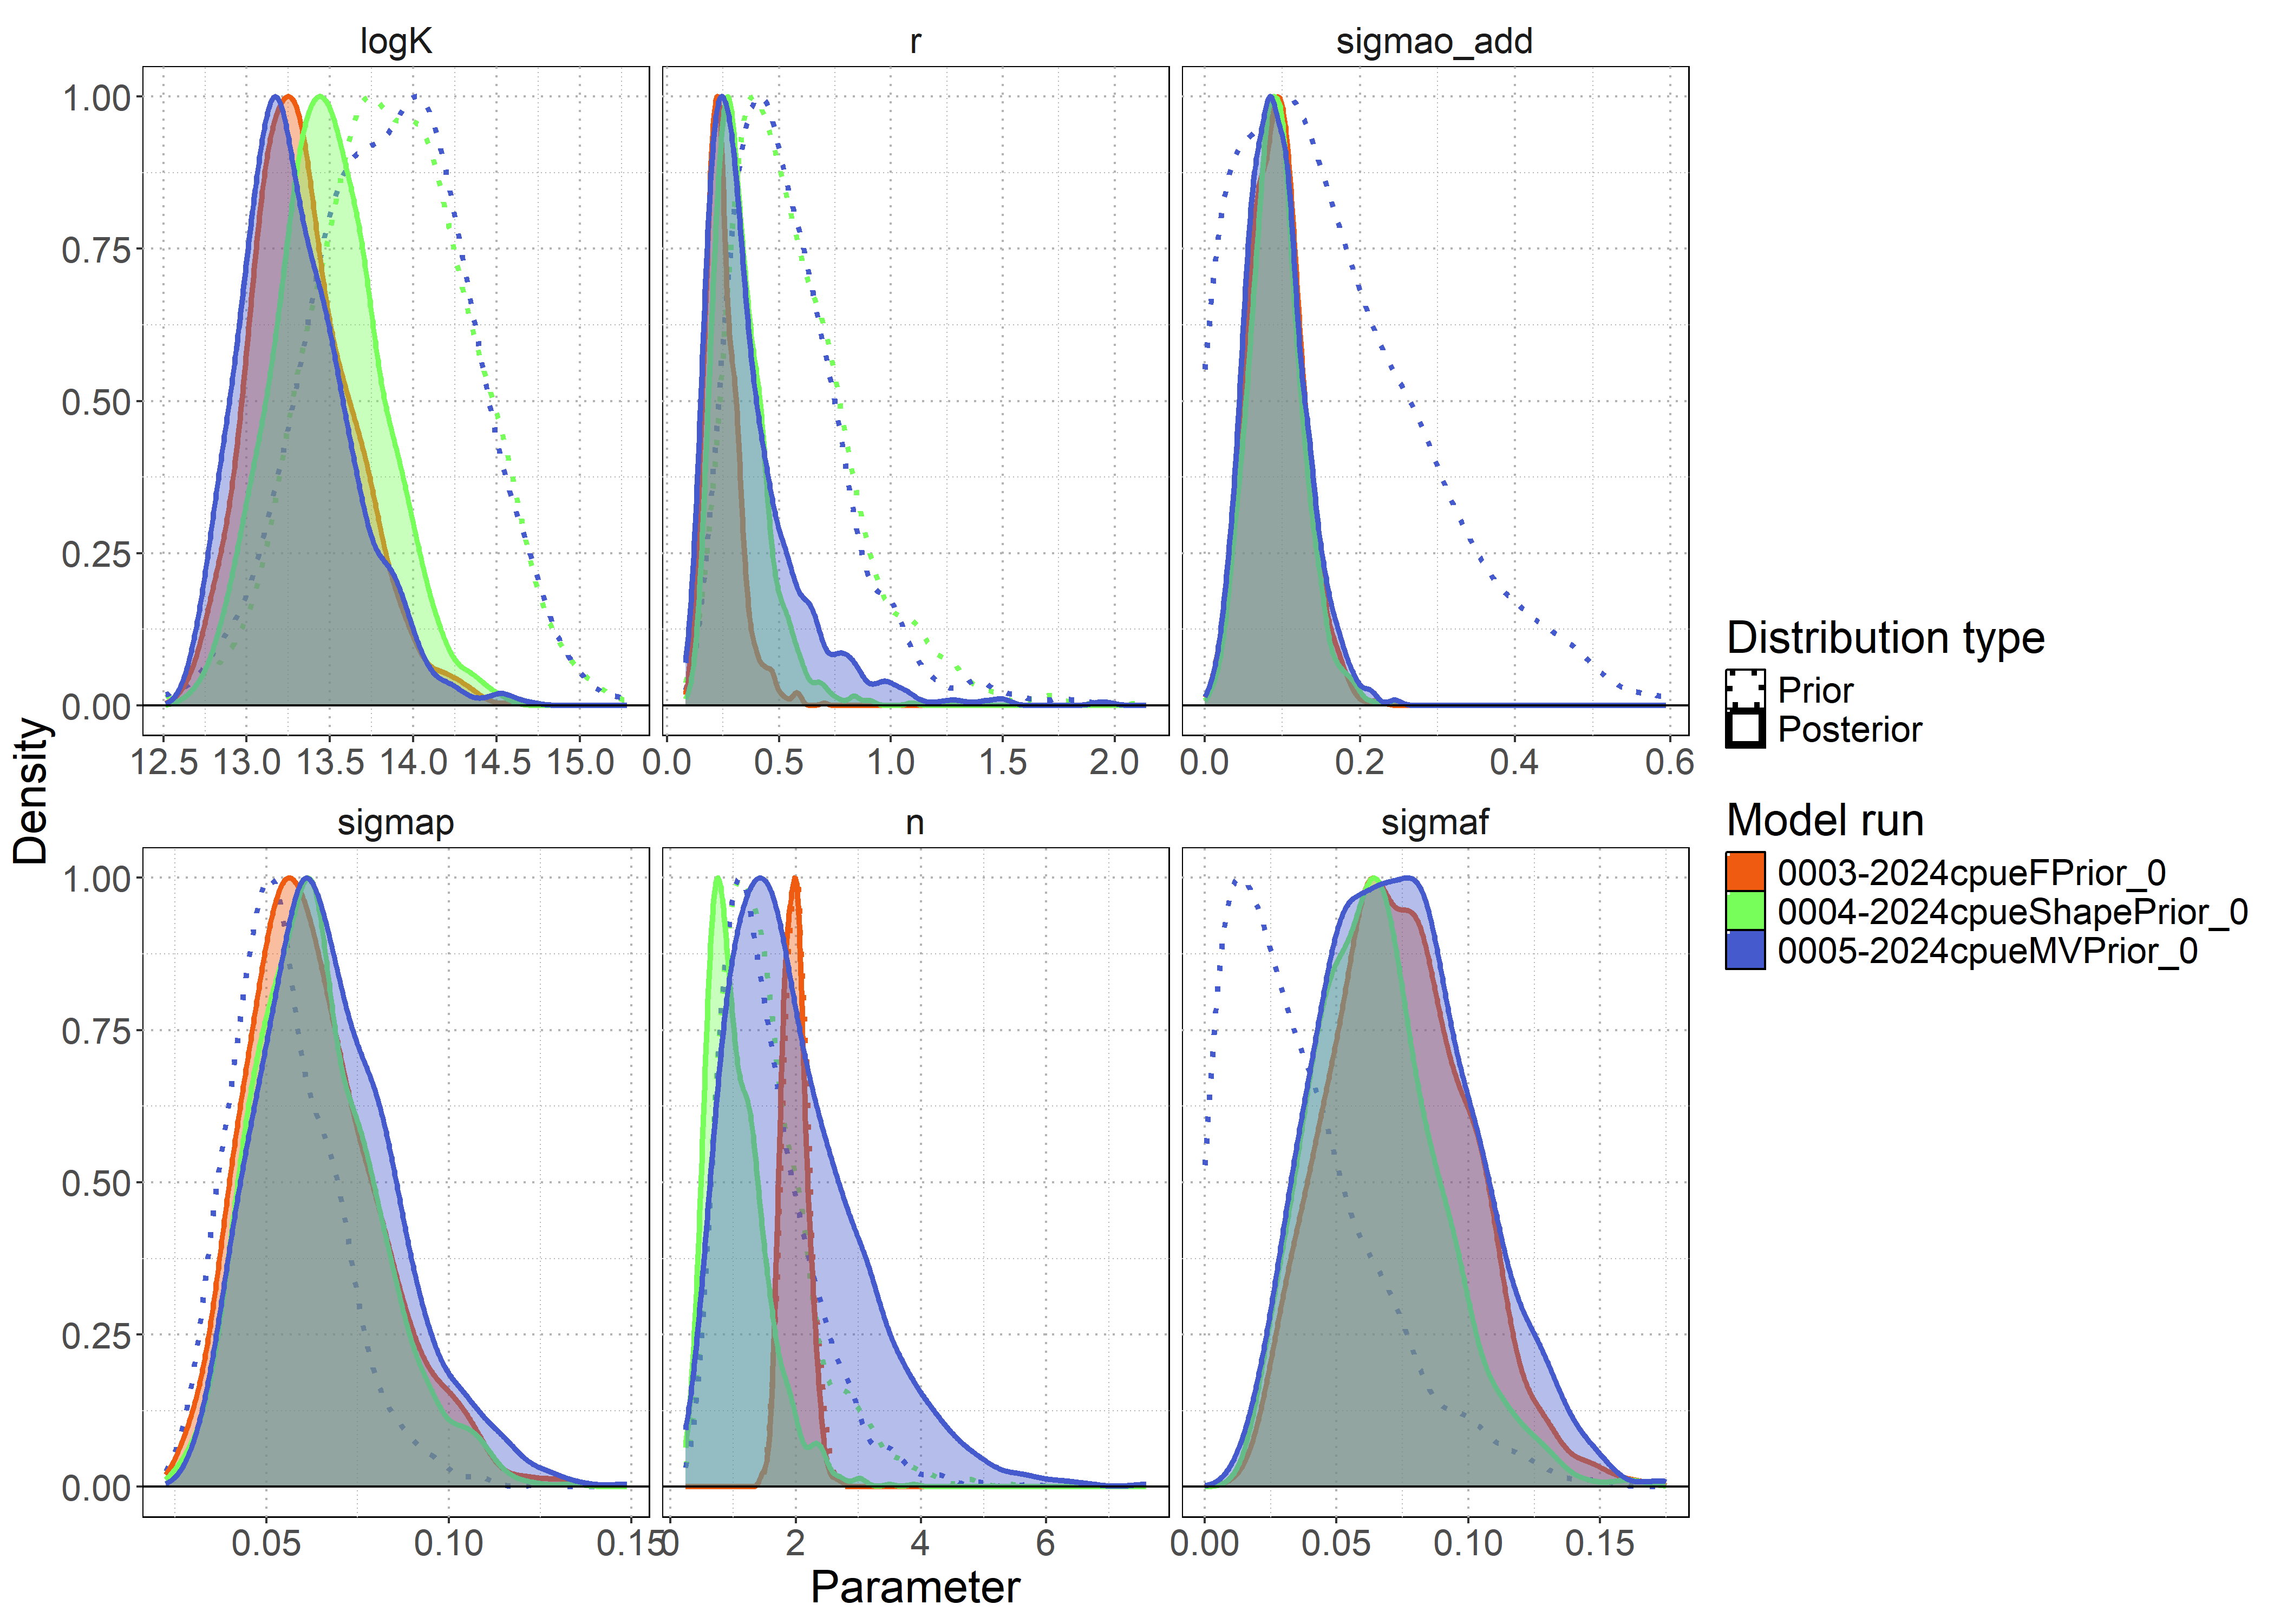 logK
r
sigmao_add
1.00
0.75
0.50
0.25
0.00
12.5 13.0 13.5 14.0 14.5 15.0
0.0 0.5 1.0 1.5 2.0
0.0 0.2 0.4 0.6
sigmap
n
sigmaf
1.00
0.75
0.50
0.25
0.00
0.05 0.10 0.15
0 2 4 6
0.00 0.05 0.10 0.15
Density
Parameter
Distribution type
Prior
Posterior
Model run
0003-2024cpueFPrior_0
0004-2024cpueShapePrior_0
0005-2024cpueMVPrior_0